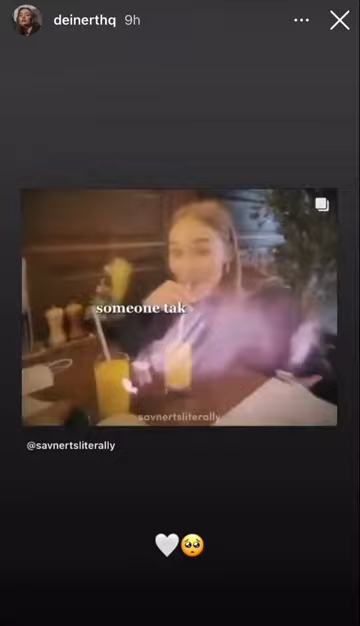 deinerthq 9h
someone tak
savnertsliterally
@savnertsliterally